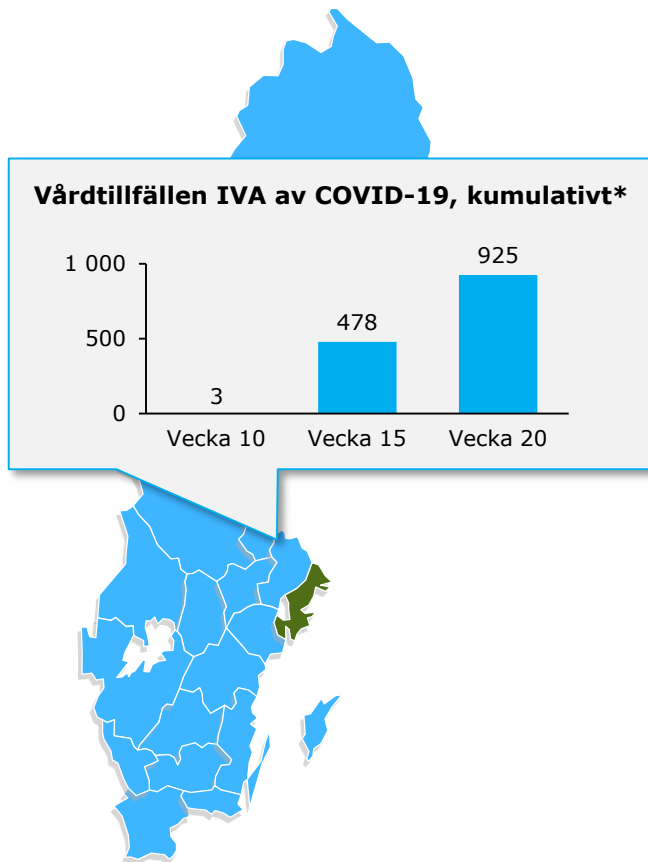 Vårdtillfällen IVA av COVID-19, kumulativt*
1 000
500
0
3
478
925
Vecka 10
Vecka 15
Vecka 20